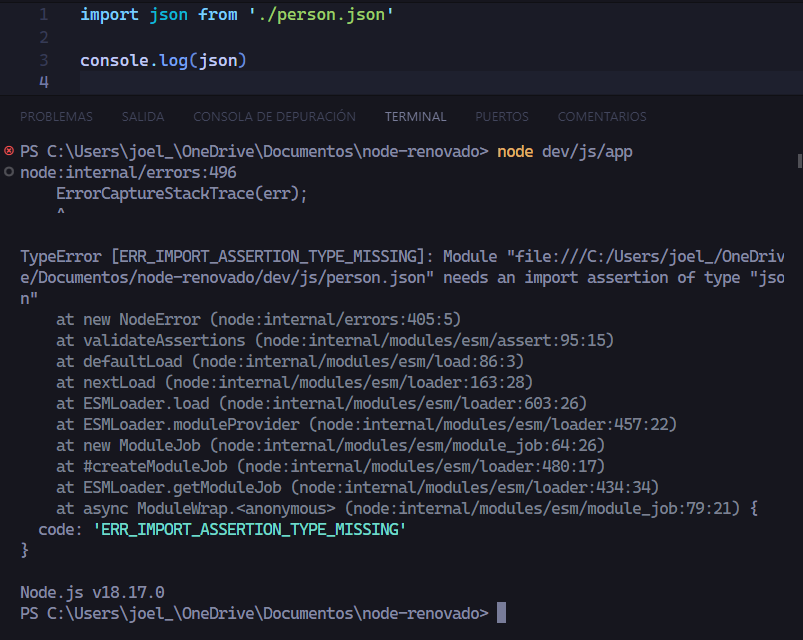 1 import json from './person.json'
2
3 console.log(json)
4
PROBLEMAS SALIDA CONSOLA DE DEPURACIÓN TERMINAL PUERTOS COMENTARIOS
PS C:\Users\joel_\OneDrive\Documentos\node-renovado> node dev/js/app
node:internal/errors:496
    ErrorCaptureStackTrace(err);
    ^

TypeError [ERR_IMPORT_ASSERTION_TYPE_MISSING]: Module "file:///C:/Users/joel_/OneDriv
e/Documentos/node-renovado/dev/js/person.json" needs an import assertion of type "jso
n"
    at new NodeError (node:internal/errors:405:5)
    at validateAssertions (node:internal/modules/esm/assert:95:15)
    at defaultLoad (node:internal/modules/esm/load:86:3)
    at nextLoad (node:internal/modules/esm/loader:163:28)
    at ESMLoader.load (node:internal/modules/esm/loader:603:26)
    at ESMLoader.moduleProvider (node:internal/modules/esm/loader:457:22)
    at new ModuleJob (node:internal/modules/esm/module_job:64:26)
    at #createModuleJob (node:internal/modules/esm/loader:480:17)
    at ESMLoader.getModuleJob (node:internal/modules/esm/loader:434:34)
    at async ModuleWrap.<anonymous> (node:internal/modules/esm/module_job:79:21) {
  code: 'ERR_IMPORT_ASSERTION_TYPE_MISSING'
}

Node.js v18.17.0
PS C:\Users\joel_\OneDrive\Documentos\node-renovado>